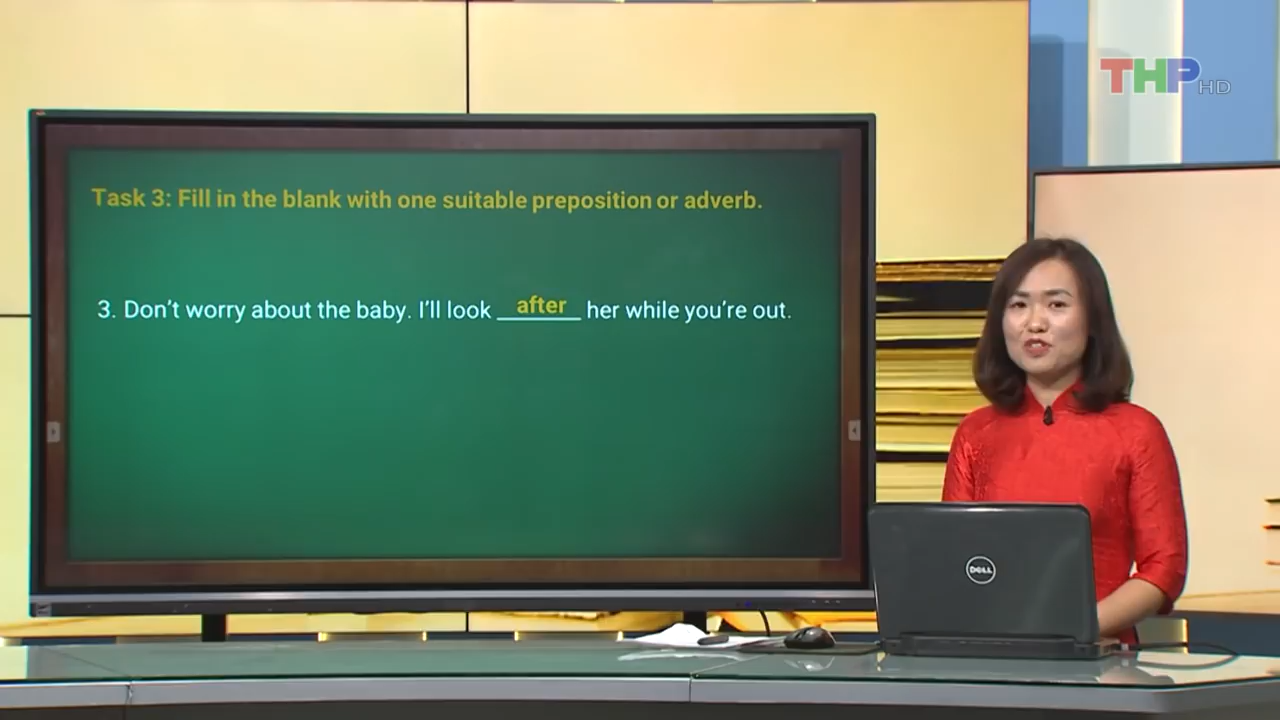 THP HD
Task 3: Fill in the blank with one suitable preposition or adverb.
3. Don't worry about the baby. I'll look after her while you're out.
DELL